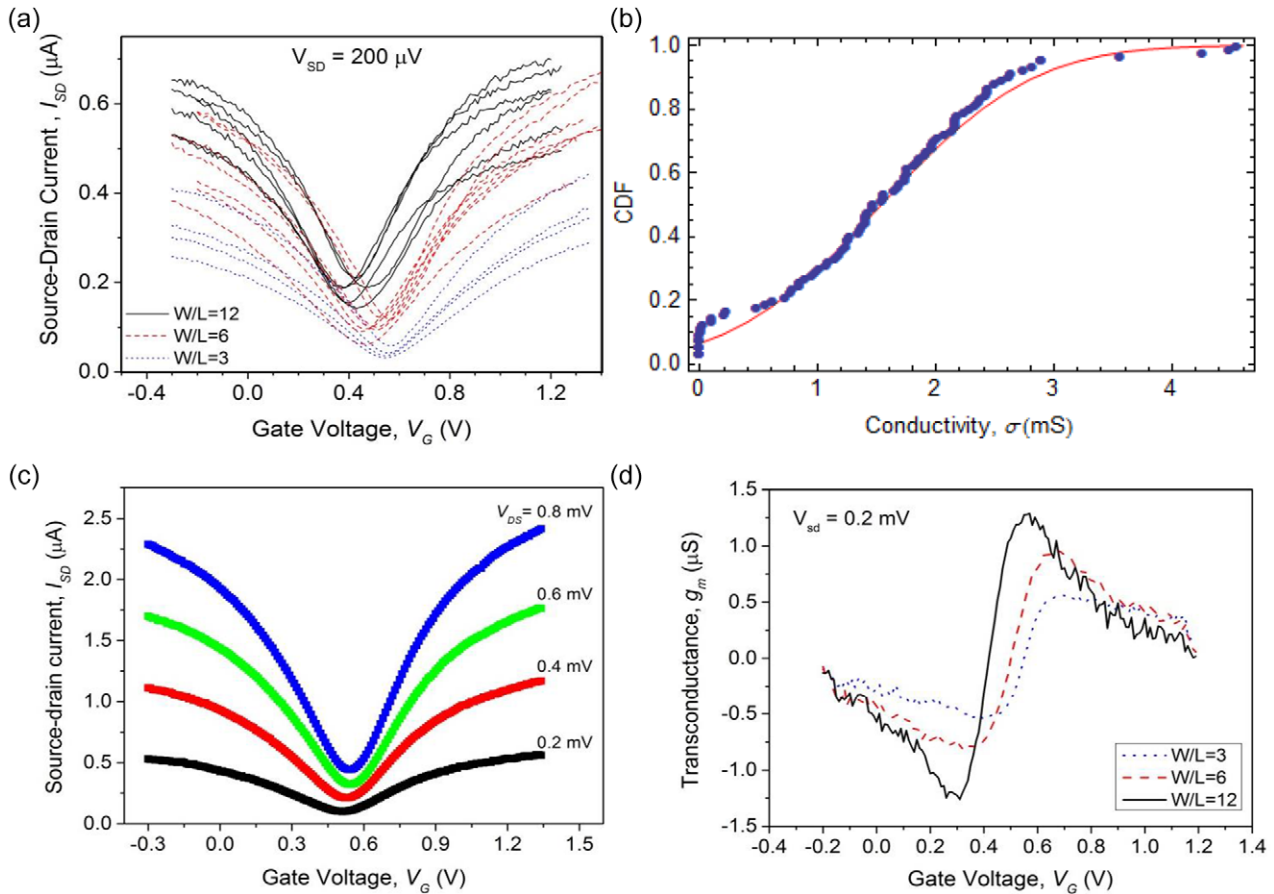 (a)
V_SD = 200 μV
Source-Drain Current , I_SD (μA)
0.6
0.4
0.2
0.0
W/L=12
W/L=6
W/L=3
-0.4 0.0 0.4 0.8 1.2
Gate Voltage, V_G (V)
(b)
CDF
1.0
0.8
0.6
0.4
0.2
0.0
0 1 2 3 4
Conductivity, σ(mS)
(c)
Source-drain current, I_SD (μA)
2.5
2.0
1.5
1.0
0.5
0.0
V_DS= 0.8 mV
0.6 mV
0.4 mV
0.2 mV
-0.3 0.0 0.3 0.6 0.9 1.2 1.5
Gate Voltage, V_G (V)
(d)
V_sd = 0.2 mV
Transconductance, g_m (μS)
1.5
1.0
0.5
0.0
-0.5
-1.0
-1.5
W/L=3
W/L=6
W/L=12
-0.4 -0.2 0.0 0.2 0.4 0.6 0.8 1.0 1.2 1.4
Gate Voltage, V_G (V)